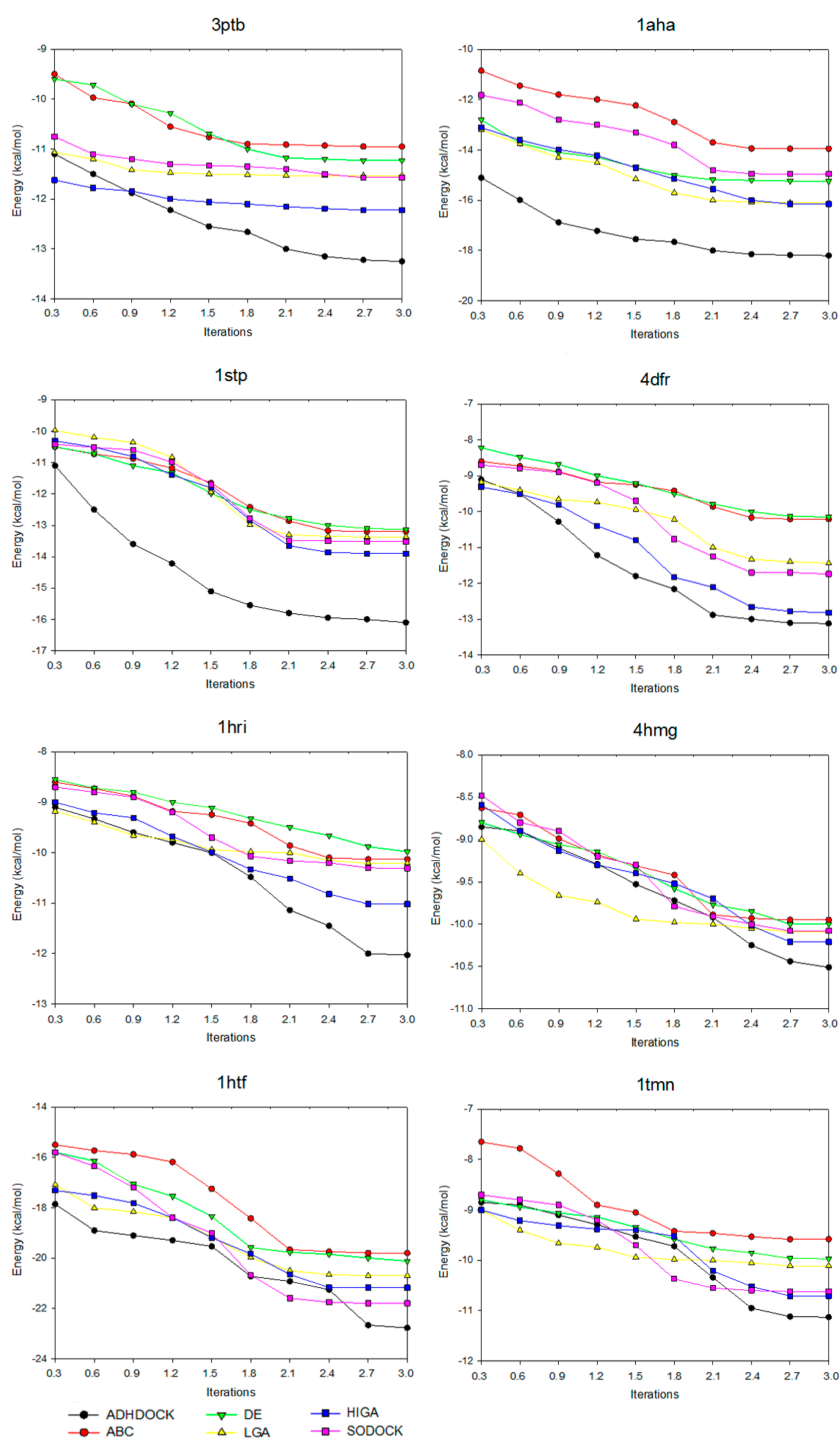 3ptb
Energy (kcal/mol)
-9
-10
-11
-12
-13
-14
0.3 0.6 0.9 1.2 1.5 1.8 2.1 2.4 2.7 3.0
Iterations
1aha
Energy (kcal/mol)
-10
-12
-14
-16
-18
-20
0.3 0.6 0.9 1.2 1.5 1.8 2.1 2.4 2.7 3.0
Iterations
1stp
Energy (kcal/mol)
-9
-10
-11
-12
-13
-14
-15
-16
-17
0.3 0.6 0.9 1.2 1.5 1.8 2.1 2.4 2.7 3.0
Iterations
4dfr
Energy (kcal/mol)
-7
-8
-9
-10
-11
-12
-13
-14
0.3 0.6 0.9 1.2 1.5 1.8 2.1 2.4 2.7 3.0
Iterations
1hri
Energy (kcal/mol)
-8
-9
-10
-11
-12
-13
0.3 0.6 0.9 1.2 1.5 1.8 2.1 2.4 2.7 3.0
Iterations
4hmg
Energy (kcal/mol)
-8.0
-8.5
-9.0
-9.5
-10.0
-10.5
-11.0
0.3 0.6 0.9 1.2 1.5 1.8 2.1 2.4 2.7 3.0
Iterations
1htf
Energy (kcal/mol)
-14
-16
-18
-20
-22
-24
0.3 0.6 0.9 1.2 1.5 1.8 2.1 2.4 2.7 3.0
Iterations
1tmn
Energy (kcal/mol)
-7
-8
-9
-10
-11
-12
0.3 0.6 0.9 1.2 1.5 1.8 2.1 2.4 2.7 3.0
Iterations
ADHDOCK DE HIGA
ABC LGA SODOCK